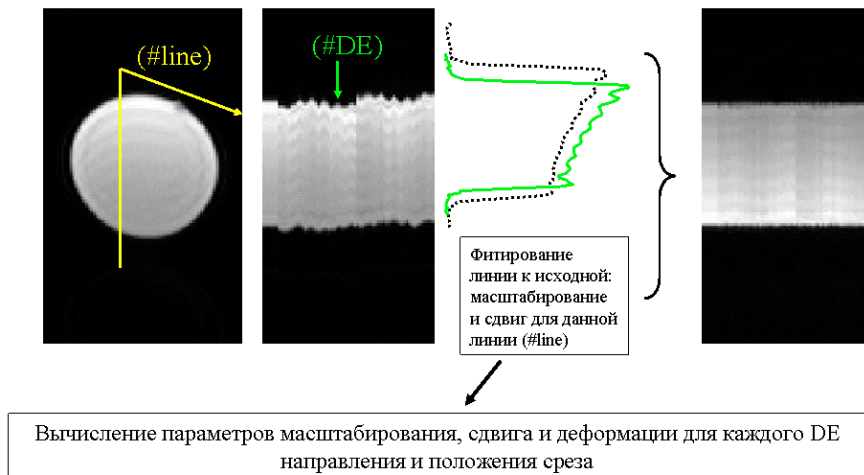 (#line)
(#DE)
Фитирование
линии к исходной:
масштабирование
и сдвиг для данной
линии (#line)
Вычисление параметров масштабирования, сдвига и деформации для каждого DE
направления и положения среза